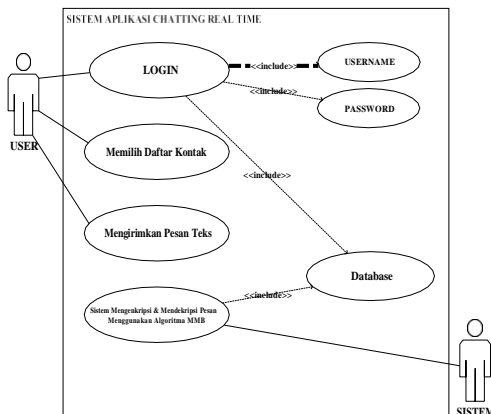 SISTEM APLIKASI CHATTING REAL TIME
LOGIN
<<include>>
USERNAME
<<include>>
PASSWORD
USER
Memilih Daftar Kontak
<<include>>
Mengirimkan Pesan Teks
Database
<<include>>
Sistem Mengenkripsi & Mendekripsi Pesan
Menggunakan Algoritma MMB
SISTEM